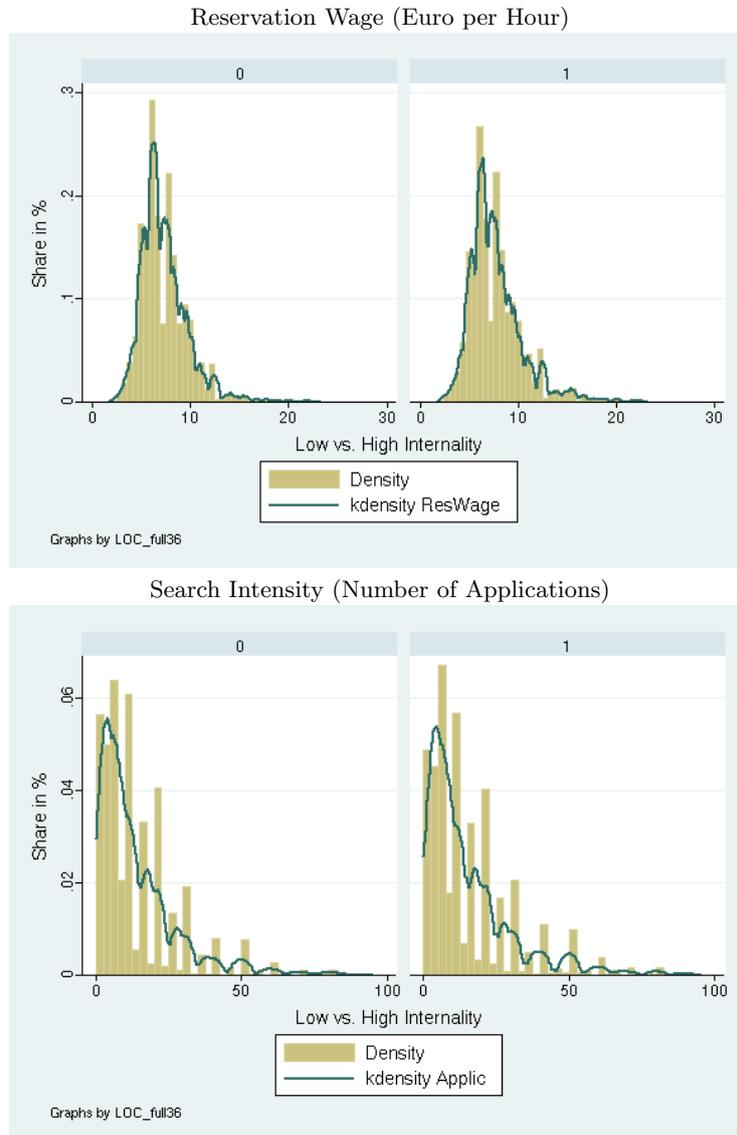 Reservation Wage (Euro per Hour)
0 1
Share in %
.3
.2
.1
0
0 10 20 30 0 10 20 30
Low vs. High Internality
Density
kdensity ResWage
Graphs by LOC_full36
Search Intensity (Number of Applications)
0 1
Share in %
.06
.04
.02
0
0 50 100 0 50 100
Low vs. High Internality
Density
kdensity Applic
Graphs by LOC_full36